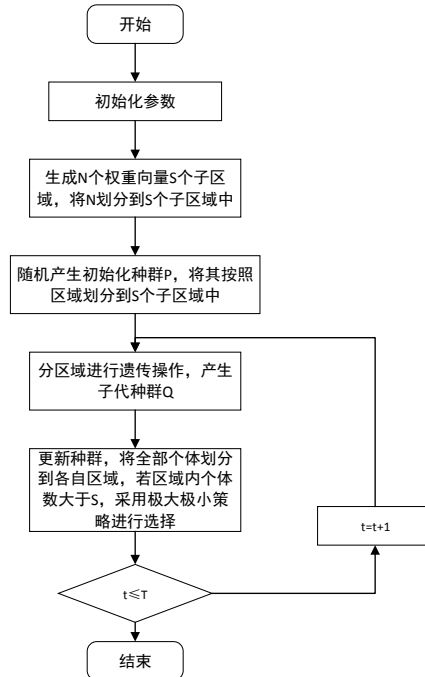 开始
初始化参数
生成N个权重向量S个子区
域，将N划分到S个子区域中
随机产生初始化种群P，将其按照
区域划分到S个子区域中
分区域进行遗传操作，产生
子代种群Q
更新种群，将全部个体划分
到各自区域，若区域内个体
数大于S，采用极大极小策
略进行选择
t=t+1
t≤T
结束